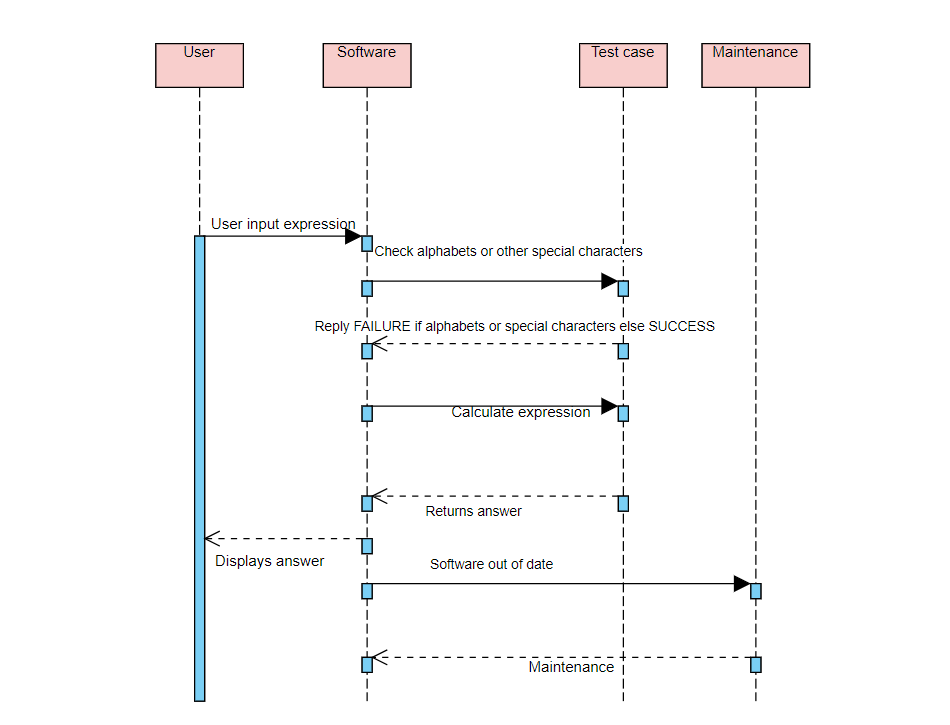 User
Software
Test case
Maintenance
User input expression
Check alphabets or other special characters
Reply FAILURE if alphabets or special characters else SUCCESS
Calculate expression
Returns answer
Displays answer
Software out of date
Maintenance